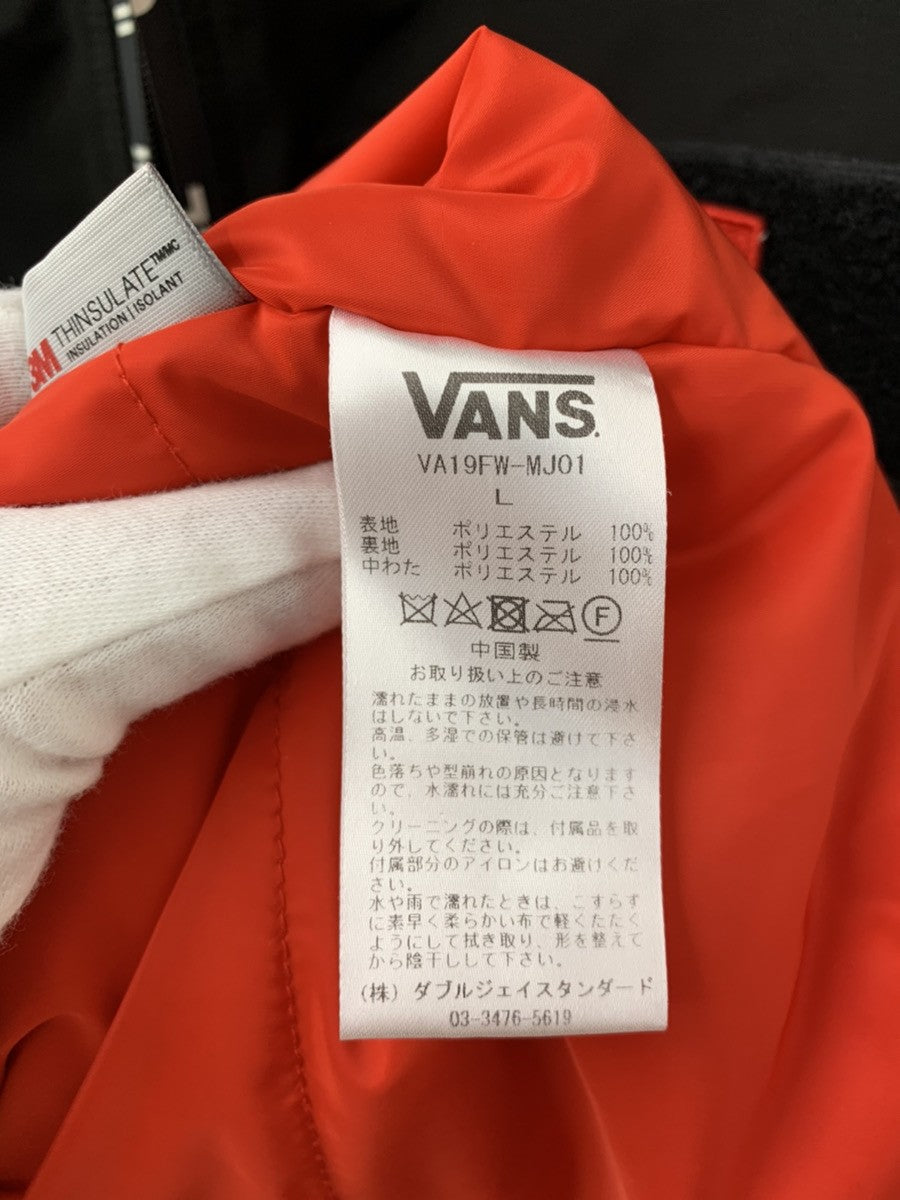 3M THINSULATE™/MC
INSULATION | ISOLANT
VANS
VA19FW-MJ01
L
表地 ポリエステル 100%
裏地 ポリエステル 100%
中わた ポリエステル 100%
F
中国製
お取り扱い上のご注意
濡れたままの放置や長時間の浸水
はしないで下さい。
高温、多湿での保管は避けて下さ
い。
色落ちや型崩れの原因となります
ので、水濡れには充分ご注意下さ
い。
クリーニングの際は、付属品を取
り外してください。
付属部分のアイロンはお避けくだ
さい。
水や雨で濡れたときは、こすらず
に素早く柔らかい布で軽くたたく
ようにして拭き取り、形を整えて
から陰干しして下さい。
(株) ダブルジェイスタンダード
03-3476-5619